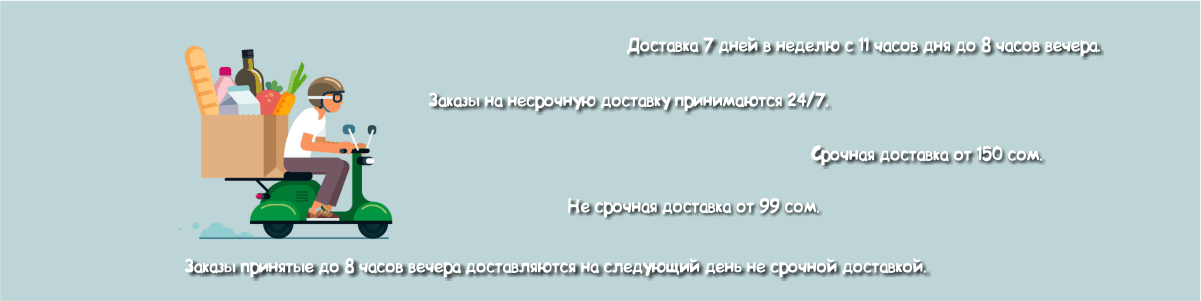 Доставка 7 дней в неделю с 11 часов дня до 8 часов вечера.
Заказы на несрочную доставку принимаются 24/7.
Срочная доставка от 150 сом.
Не срочная доставка от 99 сом.
Заказы принятые до 8 часов вечера доставляются на следующий день не срочной доставкой.